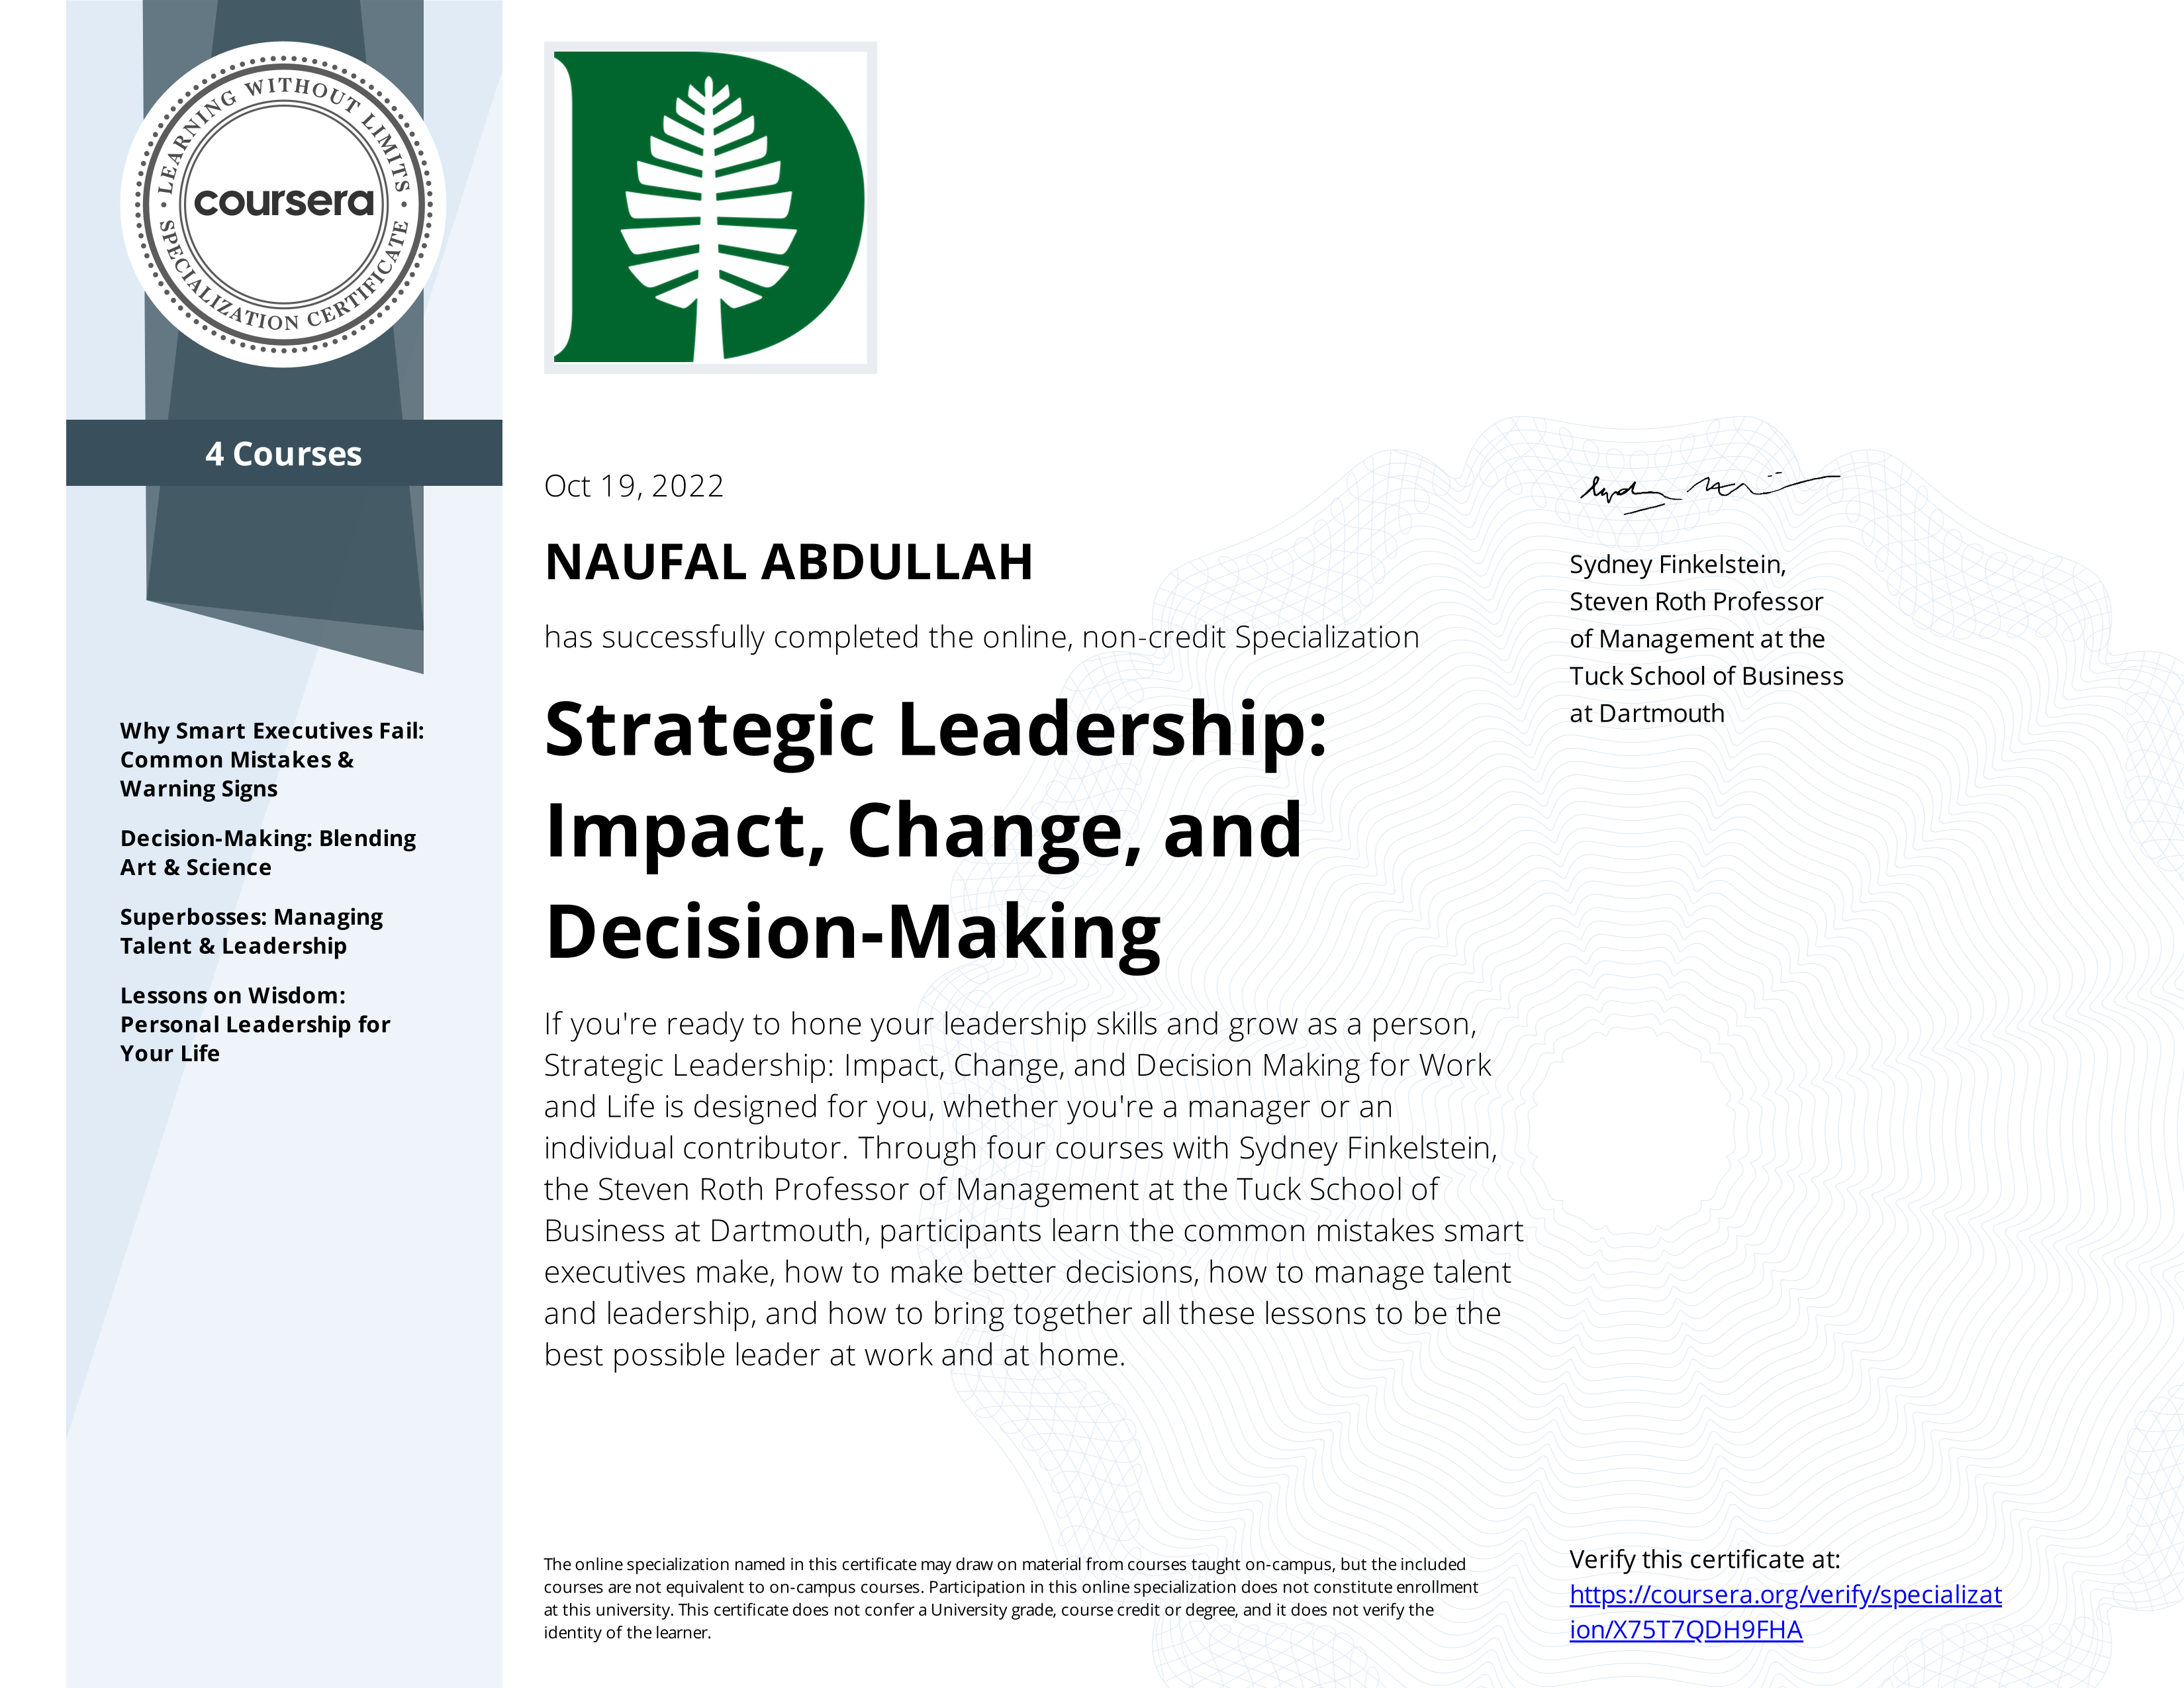 LEARNING WITHOUT LIMITS
coursera
SPECIALIZATION CERTIFICATE
4 Courses
Why Smart Executives Fail:
Common Mistakes &
Warning Signs
Decision-Making: Blending
Art & Science
Superbosses: Managing
Talent & Leadership
Lessons on Wisdom:
Personal Leadership for
Your Life
Oct 19, 2022
NAUFAL ABDULLAH
has successfully completed the online, non-credit Specialization
Strategic Leadership:
Impact, Change, and
Decision-Making
If you're ready to hone your leadership skills and grow as a person,
Strategic Leadership: Impact, Change, and Decision Making for Work
and Life is designed for you, whether you're a manager or an
individual contributor. Through four courses with Sydney Finkelstein,
the Steven Roth Professor of Management at the Tuck School of
Business at Dartmouth, participants learn the common mistakes smart
executives make, how to make better decisions, how to manage talent
and leadership, and how to bring together all these lessons to be the
best possible leader at work and at home.
Sydney Finkelstein,
Steven Roth Professor
of Management at the
Tuck School of Business
at Dartmouth
The online specialization named in this certificate may draw on material from courses taught on-campus, but the included
courses are not equivalent to on-campus courses. Participation in this online specialization does not constitute enrollment
at this university. This certificate does not confer a University grade, course credit or degree, and it does not verify the
identity of the learner.
Verify this certificate at:
https://coursera.org/verify/specializat
ion/X75T7QDH9FHA